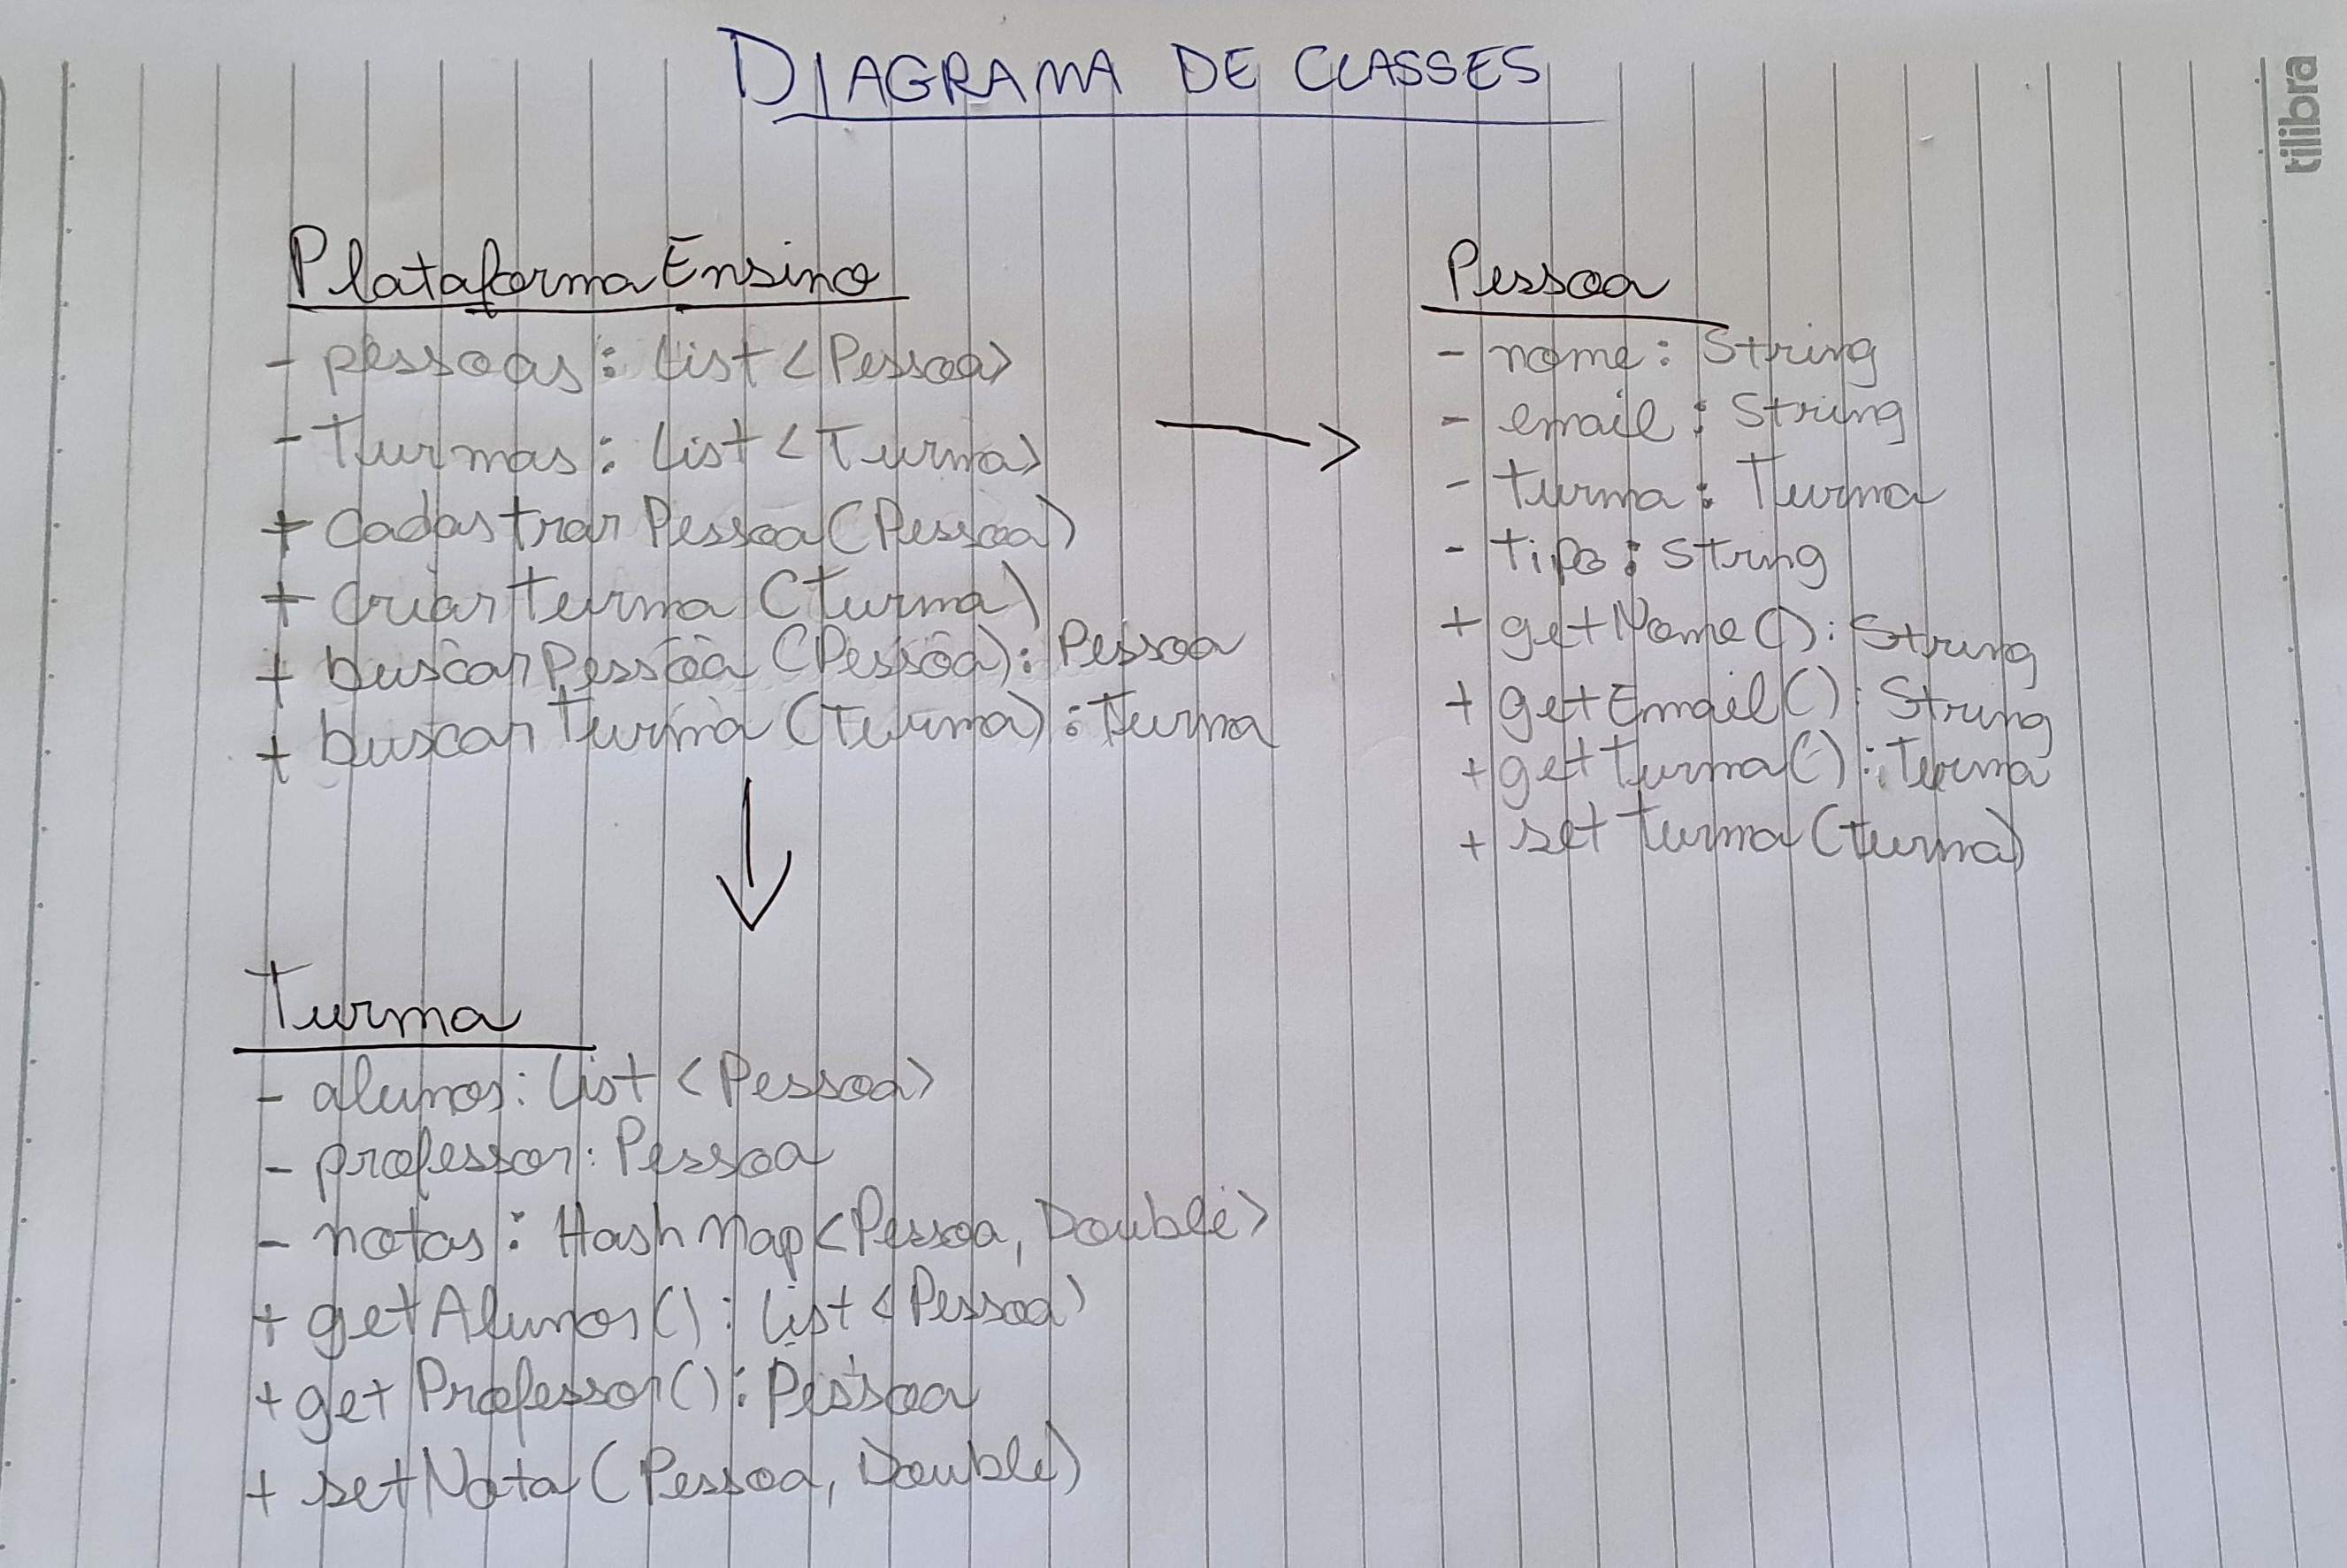 DIAGRAMA DE CLASSES
tilibra
PlataformaEnsino
- pessoas: List <Pessoa>
- Turmas: List <Turma>
+ cadastrarPessoa (Pessoa)
+ criarTurma (Turma)
+ buscarPessoa (Pessoa): Pessoa
+ buscarTurma (Turma): Turma
Pessoa
- nome: String
- email: String
- turma: Turma
- tipo: String
+ getNome(): String
+ getEmail(): String
+ getTurma(): Turma
+ setTurma (Turma)
Turma
- alunos: List <Pessoa>
- professor: Pessoa
- notas: HashMap <Pessoa, Double>
+ getAlunos(): List <Pessoa>
+ getProfessor(): Pessoa
+ setNota (Pessoa, Double)